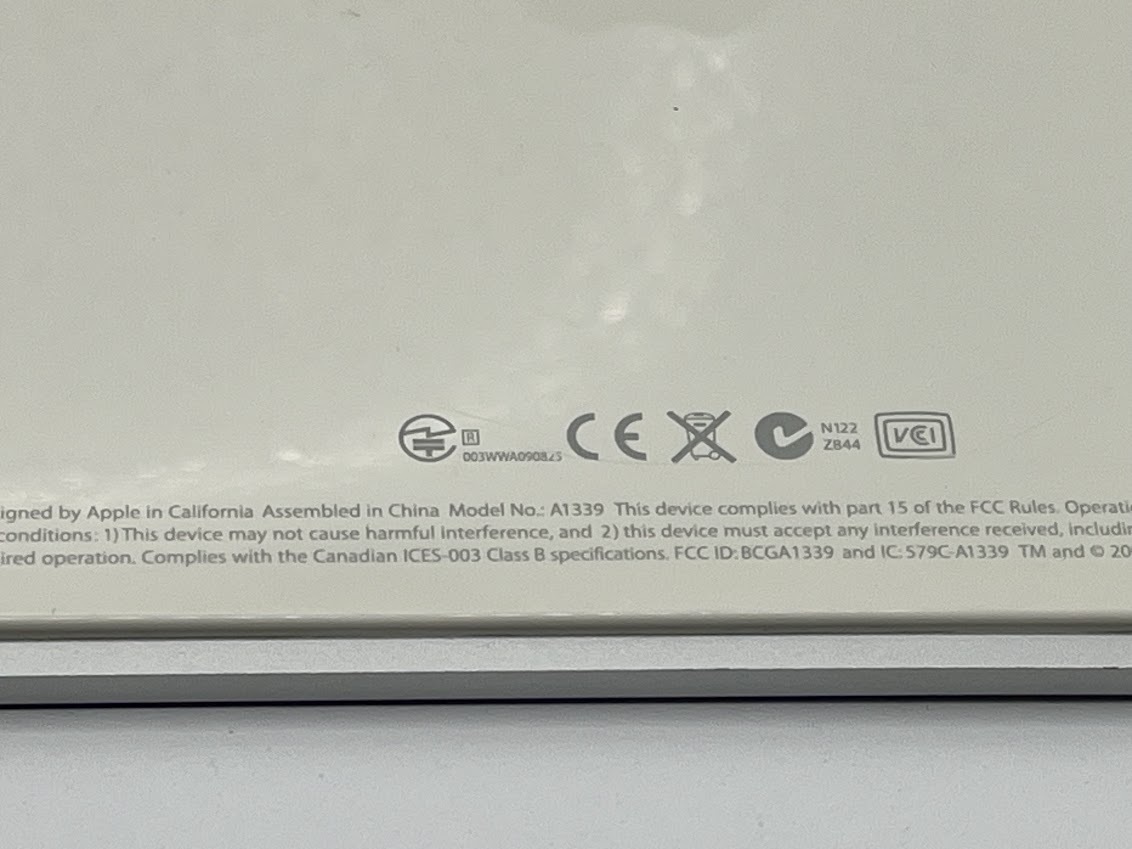 R
003WWA090825
CE
N122
Z844
VCI
igned by Apple in California Assembled in China Model No.: A1339 This device complies with part 15 of the FCC Rules. Operati
conditions: 1) This device may not cause harmful interference, and 2) this device must accept any interference received, includin
ired operation. Complies with the Canadian ICES-003 Class B specifications. FCC ID: BCGA1339 and IC: 579C-A1339 TM and © 20